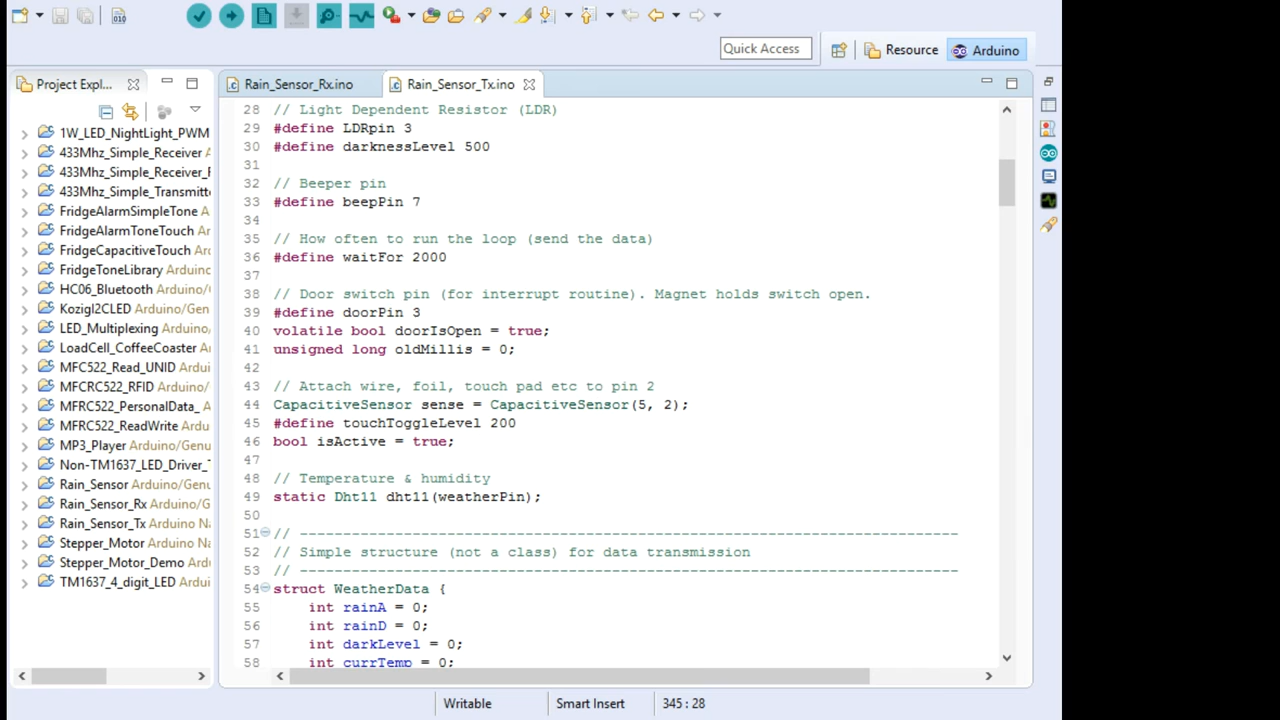 010
Quick Access
Resource
Arduino
Project Expl...
Rain_Sensor_Rx.ino
Rain_Sensor_Tx.ino
1W_LED_NightLight_PWM
433Mhz_Simple_Receiver
433Mhz_Simple_Receiver_
433Mhz_Simple_Transmitt
FridgeAlarmSimpleTone A
FridgeAlarmToneTouch Ar
FridgeCapacitiveTouch Ard
FridgeToneLibrary Arduino
HC06_Bluetooth Arduino/G
Kozigl2CLED Arduino/Gen
LED_Multiplexing Arduino/
LoadCell_CoffeeCoaster A
MFC522_Read_UNID Ardui
MFCRC522_RFID Arduino/
MFRC522_PersonalData_ A
MFRC522_ReadWrite Ardu
MP3_Player Arduino/Genu
Non-TM1637_LED_Driver_T
Rain_Sensor Arduino/Genu
Rain_Sensor_Rx Arduino/G
Rain_Sensor_Tx Arduino Na
Stepper_Motor Arduino Na
Stepper_Motor_Demo Ard
TM1637_4_digit_LED Ardui
28 // Light Dependent Resistor (LDR)
29 #define LDRpin 3
30 #define darknessLevel 500
31
32 // Beeper pin
33 #define beepPin 7
34
35 // How often to run the loop (send the data)
36 #define waitFor 2000
37
38 // Door switch pin (for interrupt routine). Magnet holds switch open.
39 #define doorPin 3
40 volatile bool doorIsOpen = true;
41 unsigned long oldMillis = 0;
42
43 // Attach wire, foil, touch pad etc to pin 2
44 CapacitiveSensor sense = CapacitiveSensor(5, 2);
45 #define touchToggleLevel 200
46 bool isActive = true;
47
48 // Temperature & humidity
49 static Dht11 dht11(weatherPin);
50
51 // ----------------------------------------------------------------------------
52 // Simple structure (not a class) for data transmission
53 // ----------------------------------------------------------------------------
54 struct WeatherData {
55 int rainA = 0;
56 int rainD = 0;
57 int darkLevel = 0;
58 int currTemp = 0;
Writable
Smart Insert
345 : 28